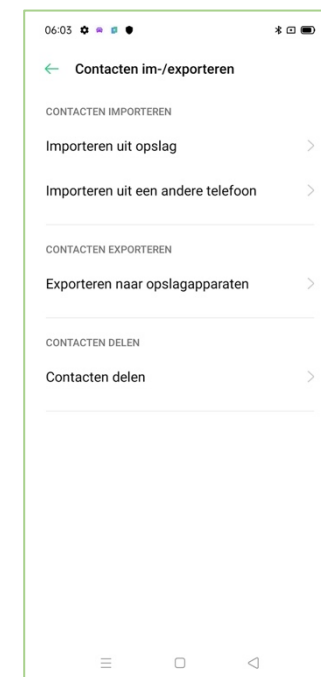 06:03
Contacten im-/exporteren
CONTACTEN IMPORTEREN
Importeren uit opslag
Importeren uit een andere telefoon
CONTACTEN EXPORTEREN
Exporteren naar opslagapparaten
CONTACTEN DELEN
Contacten delen